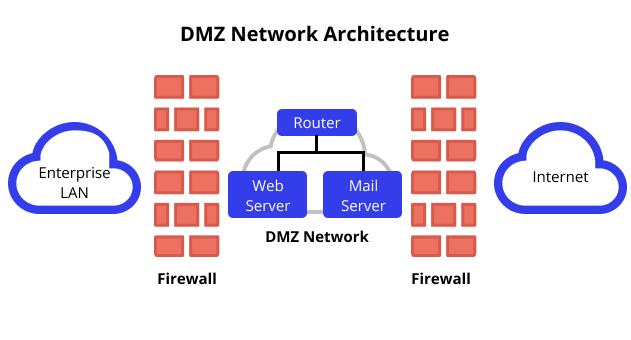 DMZ Network Architecture
Router
Enterprise
LAN
Web
Server
Mail
Server
Internet
DMZ Network
Firewall
Firewall